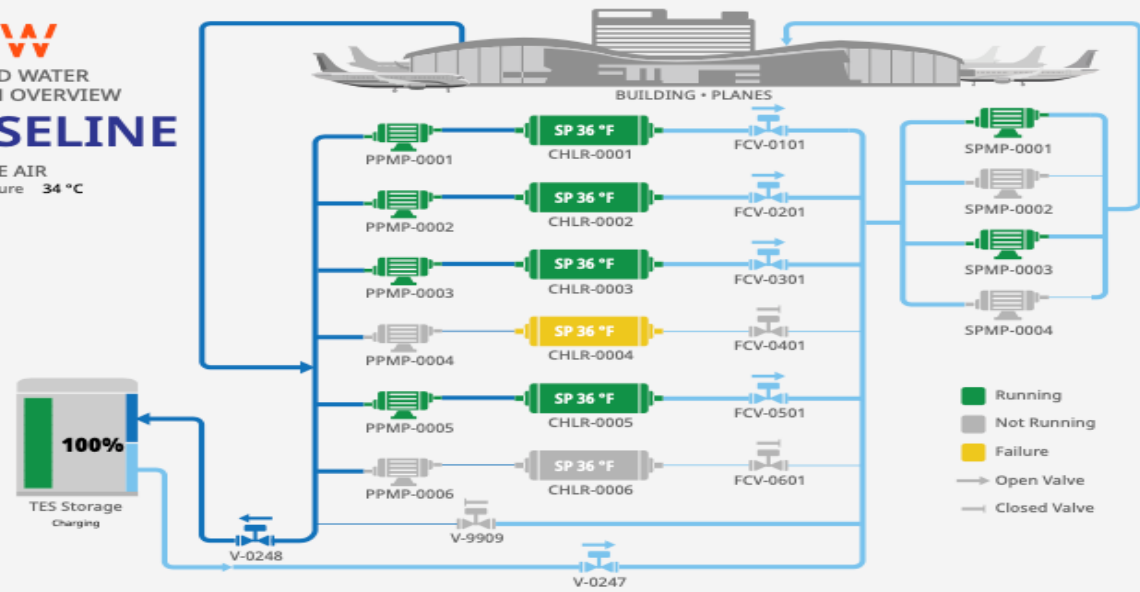 W
D WATER
OVERVIEW
SELINE
E AIR
ure 34 °C
BUILDING • PLANES
SP 36 °F
PPMP-0001
CHLR-0001
FCV-0101
SP 36 °F
PPMP-0002
CHLR-0002
FCV-0201
SP 36 °F
PPMP-0003
CHLR-0003
FCV-0301
SP 36 °F
PPMP-0004
CHLR-0004
FCV-0401
SP 36 °F
PPMP-0005
CHLR-0005
FCV-0501
SP 36 °F
PPMP-0006
CHLR-0006
FCV-0601
SPMP-0001
SPMP-0002
SPMP-0003
SPMP-0004
100%
TES Storage
Charging
V-0248
V-9909
V-0247
Running
Not Running
Failure
Open Valve
Closed Valve